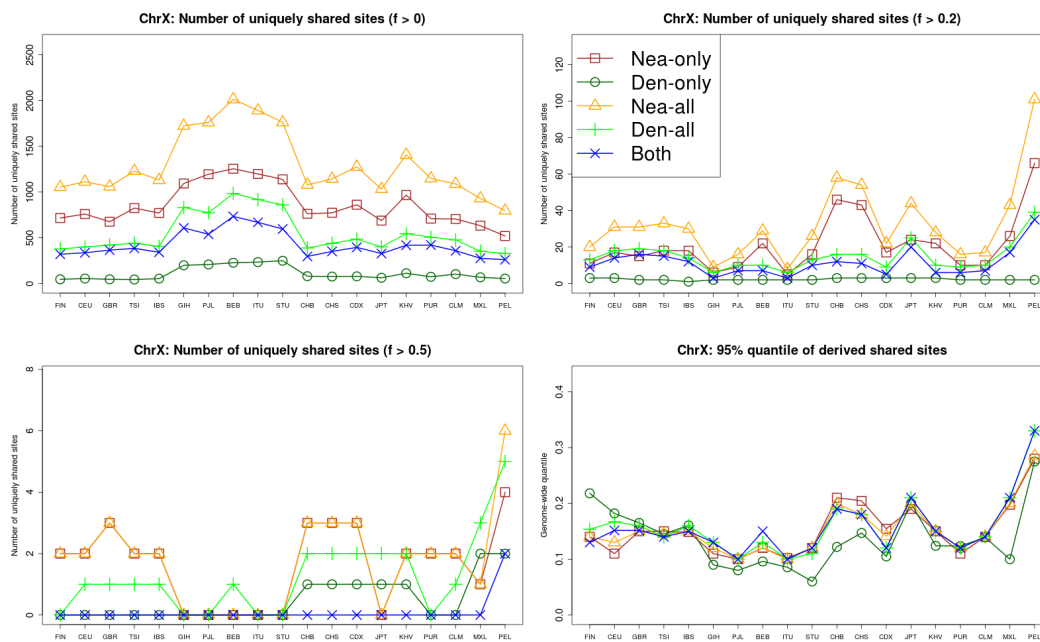 ChrX: Number of uniquely shared sites (f > 0)
Number of uniquely shared sites
0 500 1000 1500 2000 2500
FIN CEU GBR TSI IBS GIH PJL BEB ITU STU CHB CHS CDX JPT KHV PUR CLM MXL PEL
ChrX: Number of uniquely shared sites (f > 0.2)
Number of uniquely shared sites
0 20 40 60 80 100 120
Nea-only
Den-only
Nea-all
Den-all
Both
FIN CEU GBR TSI IBS GIH PJL BEB ITU STU CHB CHS CDX JPT KHV PUR CLM MXL PEL
ChrX: Number of uniquely shared sites (f > 0.5)
Number of uniquely shared sites
0 2 4 6 8
FIN CEU GBR TSI IBS GIH PJL BEB ITU STU CHB CHS CDX JPT KHV PUR CLM MXL PEL
ChrX: 95% quantile of derived shared sites
Genome-wide quantile
0.0 0.1 0.2 0.3 0.4
FIN CEU GBR TSI IBS GIH PJL BEB ITU STU CHB CHS CDX JPT KHV PUR CLM MXL PEL